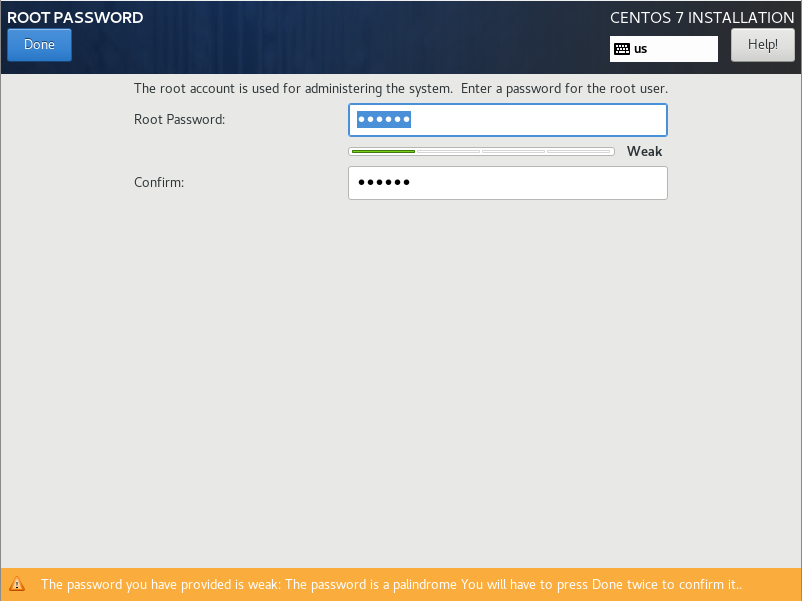 ROOT PASSWORD
CENTOS 7 INSTALLATION
Done
us
Help!
The root account is used for administering the system.  Enter a password for the root user.
Root Password:
••••••
Weak
Confirm:
••••••
The password you have provided is weak: The password is a palindrome You will have to press Done twice to confirm it..